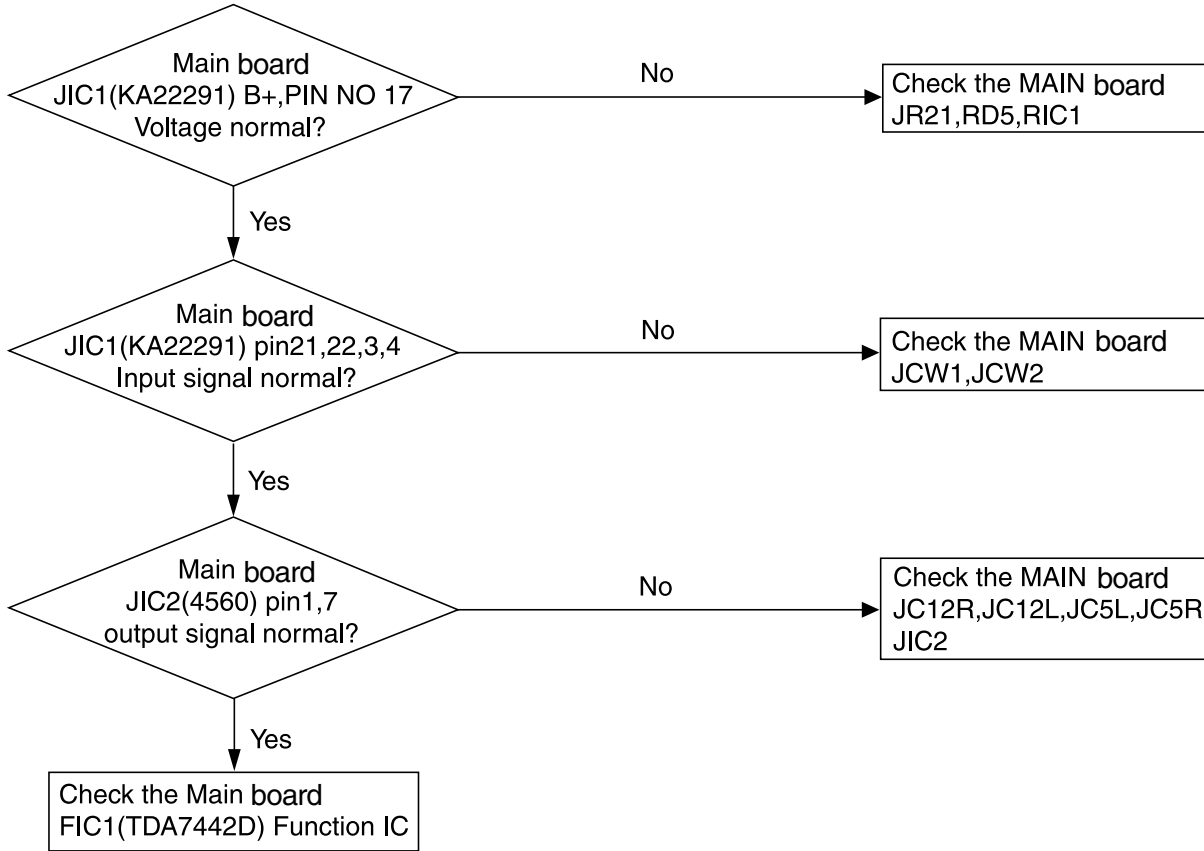 Main board
JIC1(KA22291) B+,PIN NO 17
Voltage normal?
No
Check the MAIN board
JR21,RD5,RIC1
Yes
Main board
JIC1(KA22291) pin21,22,3,4
Input signal normal?
No
Check the MAIN board
JCW1,JCW2
Yes
Main board
JIC2(4560) pin1,7
output signal normal?
No
Check the MAIN board
JC12R,JC12L,JC5L,JC5R
JIC2
Yes
Check the Main board
FIC1(TDA7442D) Function IC